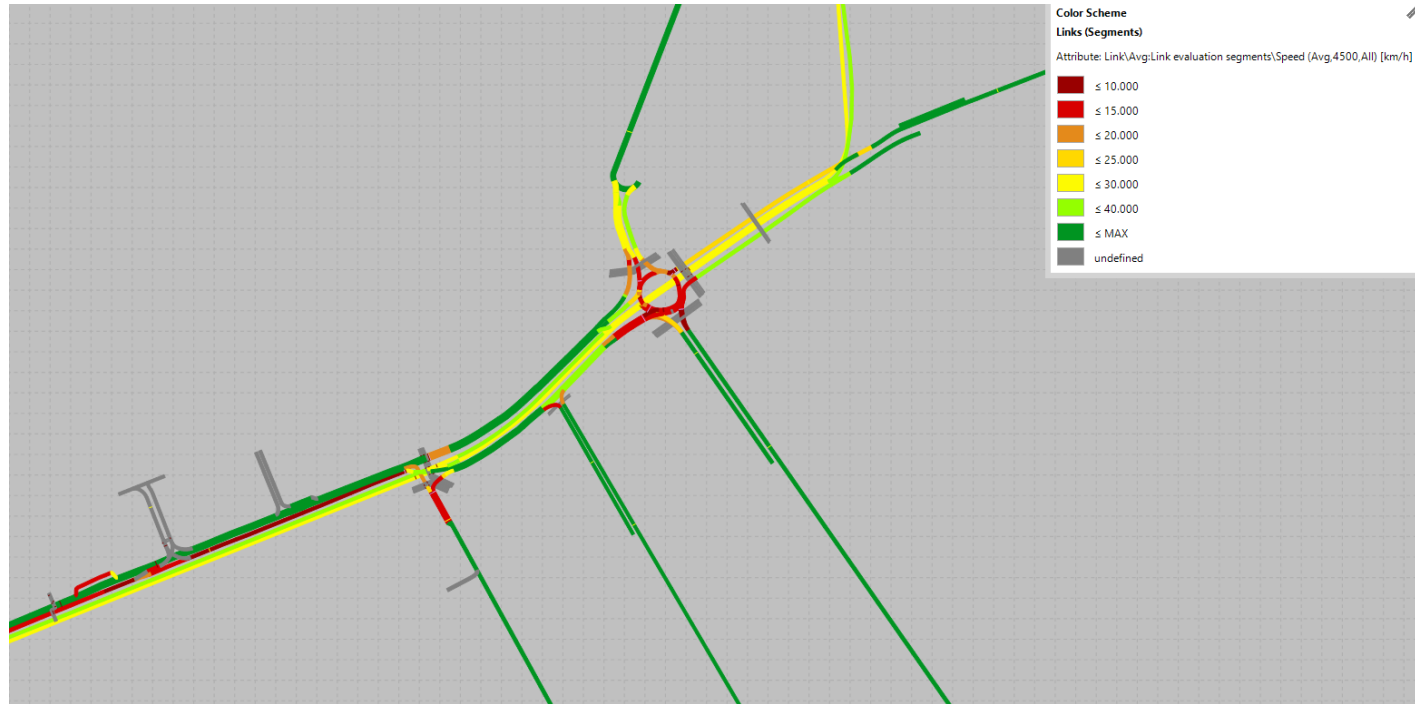 Color Scheme
Links (Segments)
Attribute: Link\Avg:Link evaluation segments\Speed (Avg,4500,All) [km/h]
≤ 10.000
≤ 15.000
≤ 20.000
≤ 25.000
≤ 30.000
≤ 40.000
≤ MAX
undefined